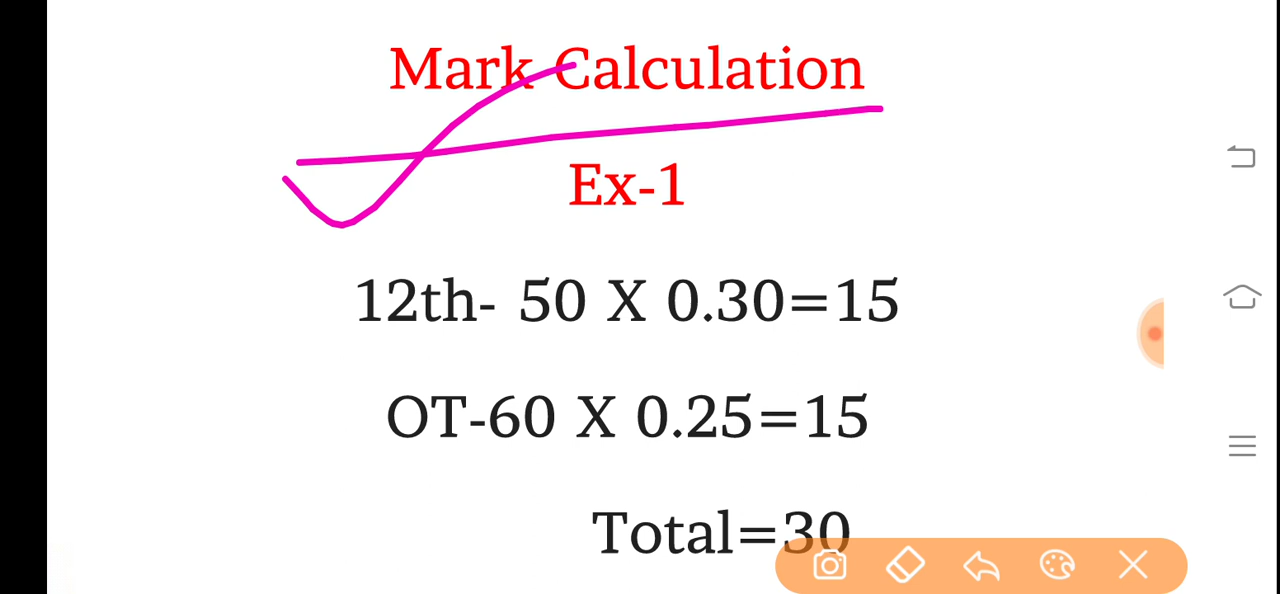 Mark Calculation
Ex-1
12th- 50 X 0.30=15
OT-60 X 0.25=15
Total=30